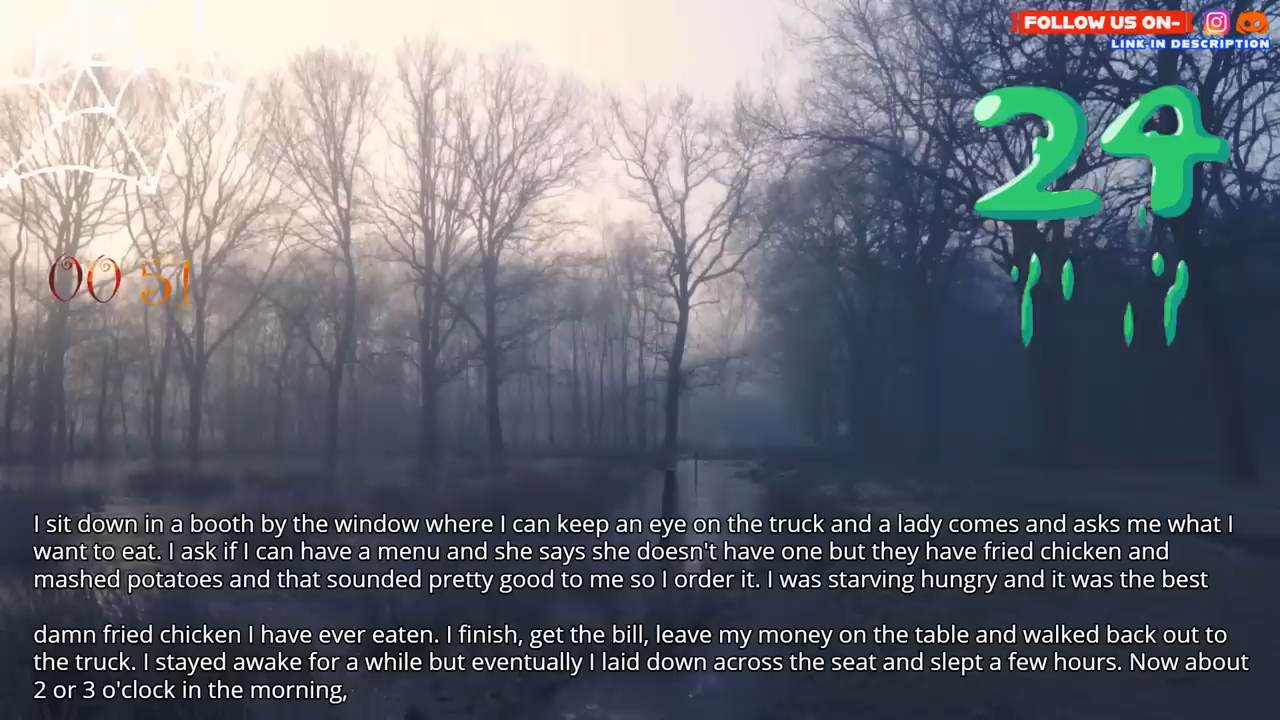 FOLLOW US ON-
LINK IN DESCRIPTION
24
00 51
I sit down in a booth by the window where I can keep an eye on the truck and a lady comes and asks me what I
want to eat. I ask if I can have a menu and she says she doesn't have one but they have fried chicken and
mashed potatoes and that sounded pretty good to me so I order it. I was starving hungry and it was the best
damn fried chicken I have ever eaten. I finish, get the bill, leave my money on the table and walked back out to
the truck. I stayed awake for a while but eventually I laid down across the seat and slept a few hours. Now about
2 or 3 o'clock in the morning,